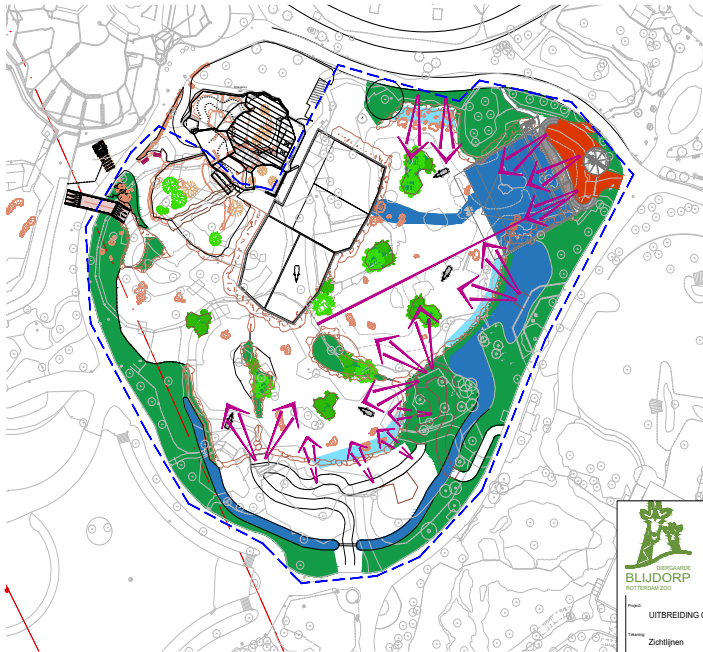 DIERGAARDE
BLIJDORP
ROTTERDAM ZOO
Project:
UITBREIDING
Tekening:
Zichtlijnen